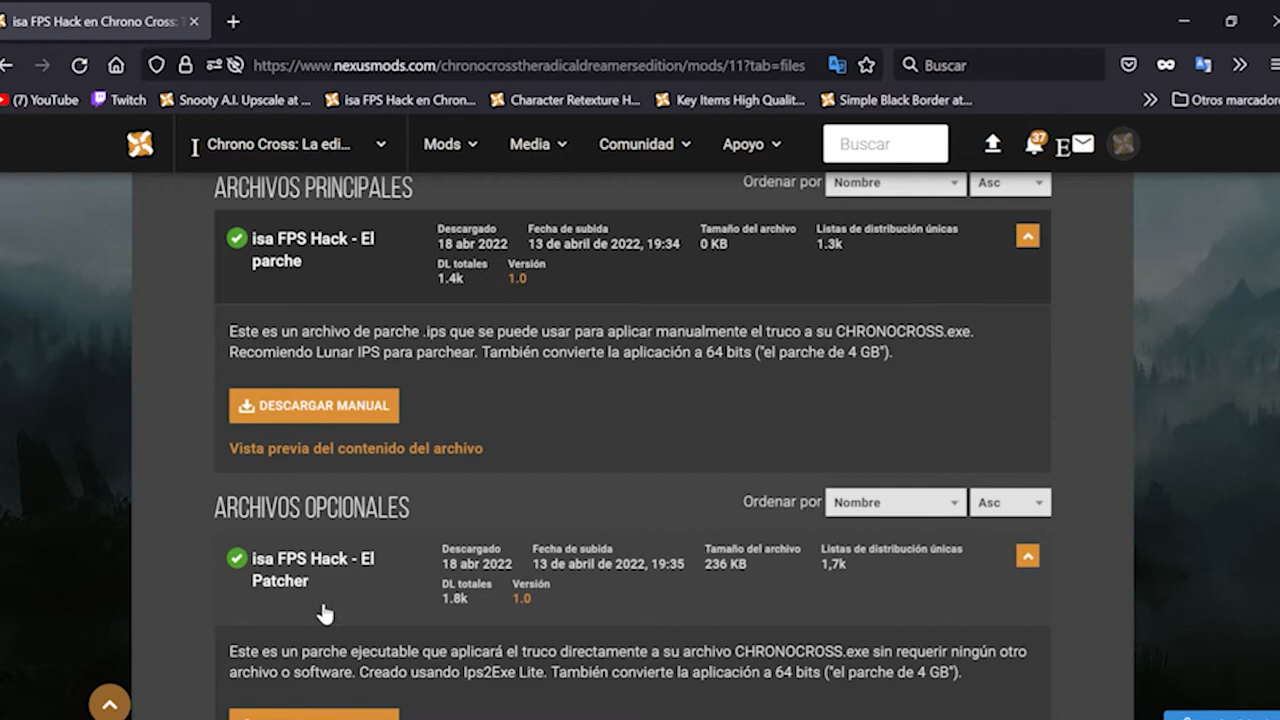 isa FPS Hack en Chrono Cross:
https://www.nexusmods.com/chronocrosstheradicaldreamersedition/mods/11?tab=files
Buscar
(7) YouTube
Twitch
Snooty A.I. Upscale at ...
isa FPS Hack en Chron...
Character Retexture H...
Key Items High Qualit...
Simple Black Border at...
Otros marcador
Chrono Cross: La edi...
Mods
Media
Comunidad
Apoyo
Buscar
37
E
ARCHIVOS PRINCIPALES
Ordenar por
Nombre
Asc
isa FPS Hack - El
parche
Descargado
18 abr 2022
Fecha de subida
13 de abril de 2022, 19:34
Tamaño del archivo
0 KB
Listas de distribución únicas
1.3k
DL totales
1.4k
Versión
1.0
Este es un archivo de parche .ips que se puede usar para aplicar manualmente el truco a su CHRONOCROSS.exe.
Recomiendo Lunar IPS para parchear. También convierte la aplicación a 64 bits ("el parche de 4 GB").
DESCARGAR MANUAL
Vista previa del contenido del archivo
ARCHIVOS OPCIONALES
Ordenar por
Nombre
Asc
isa FPS Hack - El
Patcher
Descargado
18 abr 2022
Fecha de subida
13 de abril de 2022, 19:35
Tamaño del archivo
236 KB
Listas de distribución únicas
1,7k
DL totales
1.8k
Versión
1.0
Este es un parche ejecutable que aplicará el truco directamente a su archivo CHRONOCROSS.exe sin requerir ningún otro
archivo o software. Creado usando Ips2Exe Lite. También convierte la aplicación a 64 bits ("el parche de 4 GB").